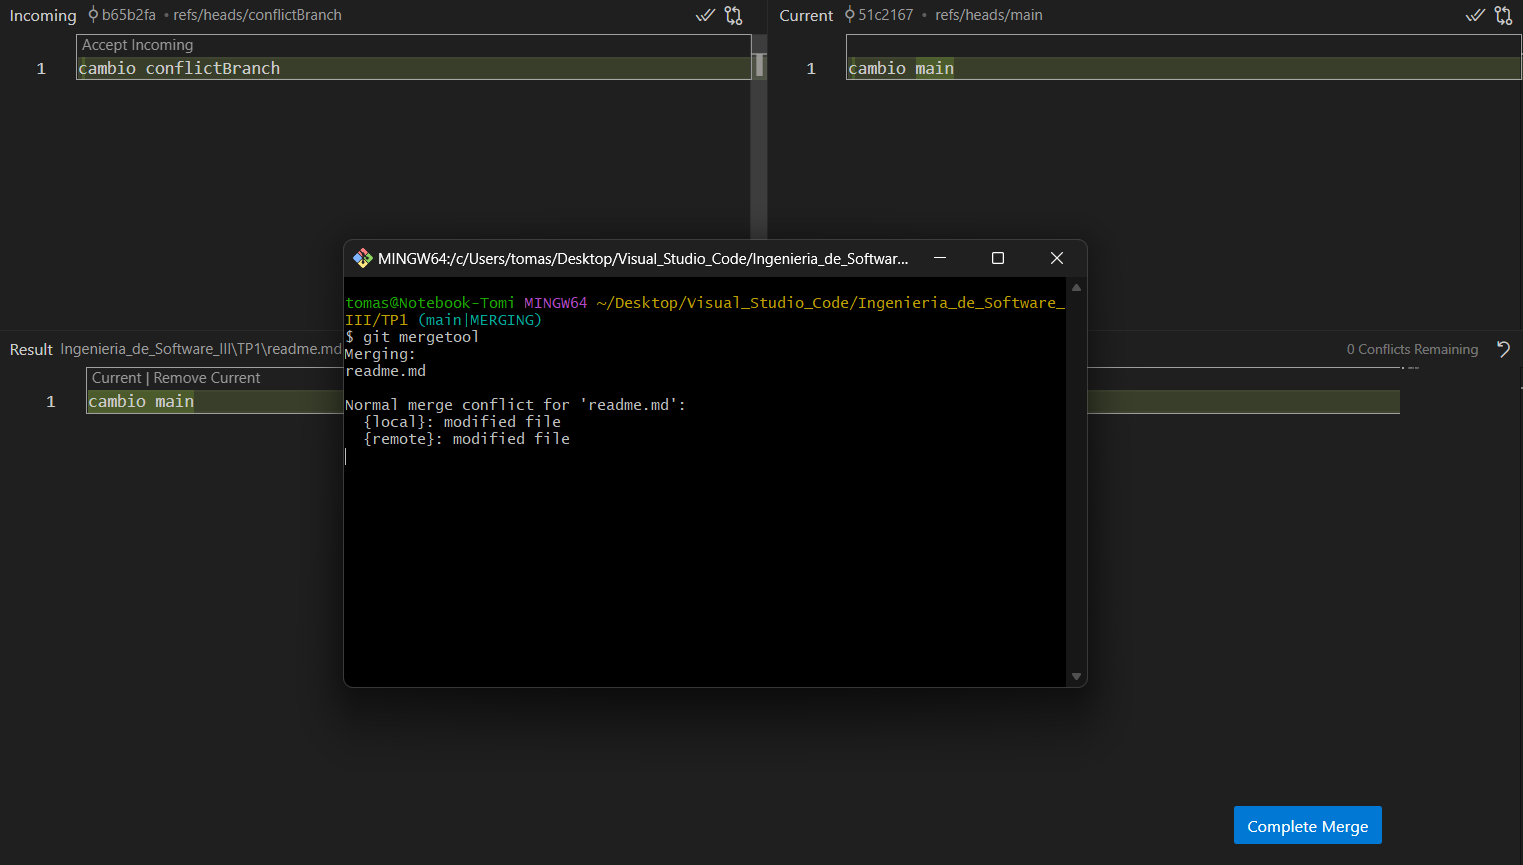 Incoming b65b2fa • refs/heads/conflictBranch
Accept Incoming
1 cambio conflictBranch
Current 51c2167 • refs/heads/main
1 cambio main
MINGW64:/c/Users/tomas/Desktop/Visual_Studio_Code/Ingenieria_de_Softwar...
tomas@Notebook-Tomi MINGW64 ~/Desktop/Visual_Studio_Code/Ingenieria_de_Software_
III/TP1 (main|MERGING)
$ git mergetool
Merging:
readme.md
Normal merge conflict for 'readme.md':
{local}: modified file
{remote}: modified file
Result Ingenieria_de_Software_III\TP1\readme.md
0 Conflicts Remaining
Current | Remove Current
1 cambio main
Complete Merge